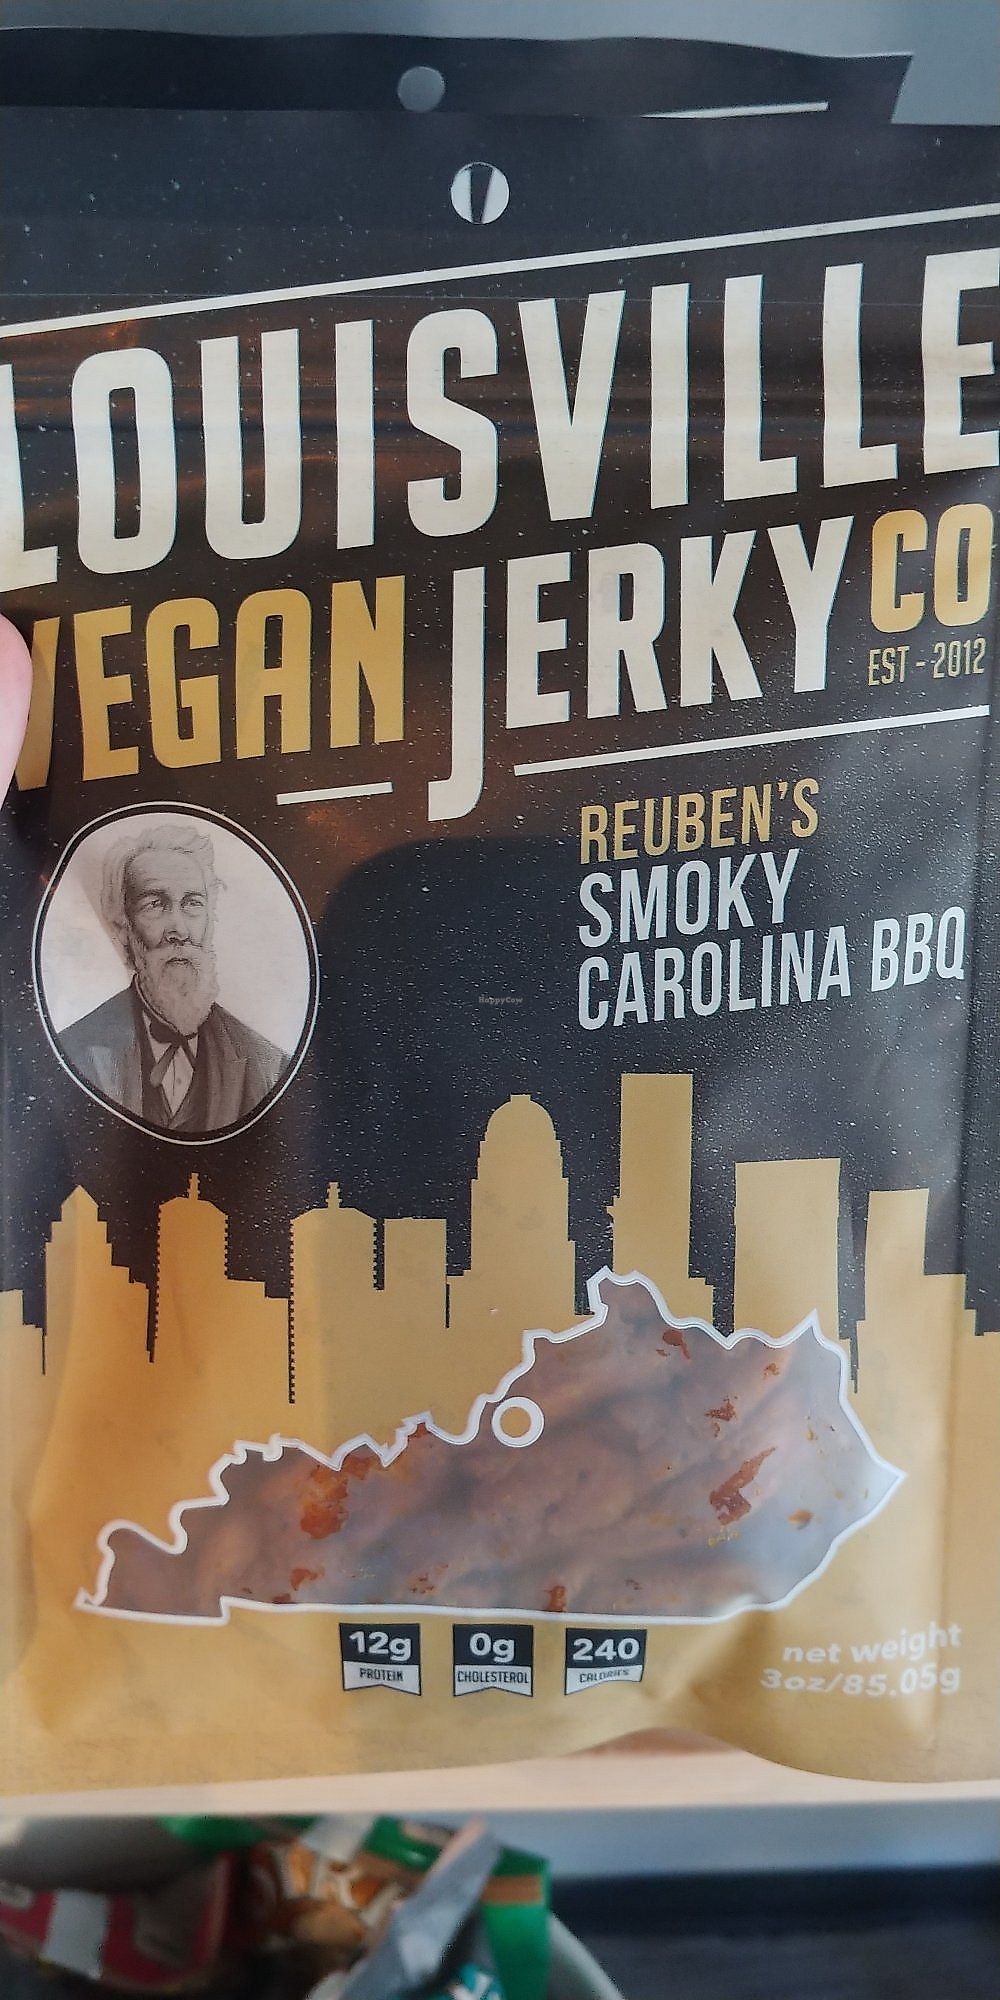 LOUISVILLE
VEGAN JERKY CO
EST - 2012
REUBEN'S
SMOKY
CAROLINA BBQ
HappyCow
12g
PROTEIN
0g
CHOLESTEROL
240
CALORIES
net weight
3oz/85.05g